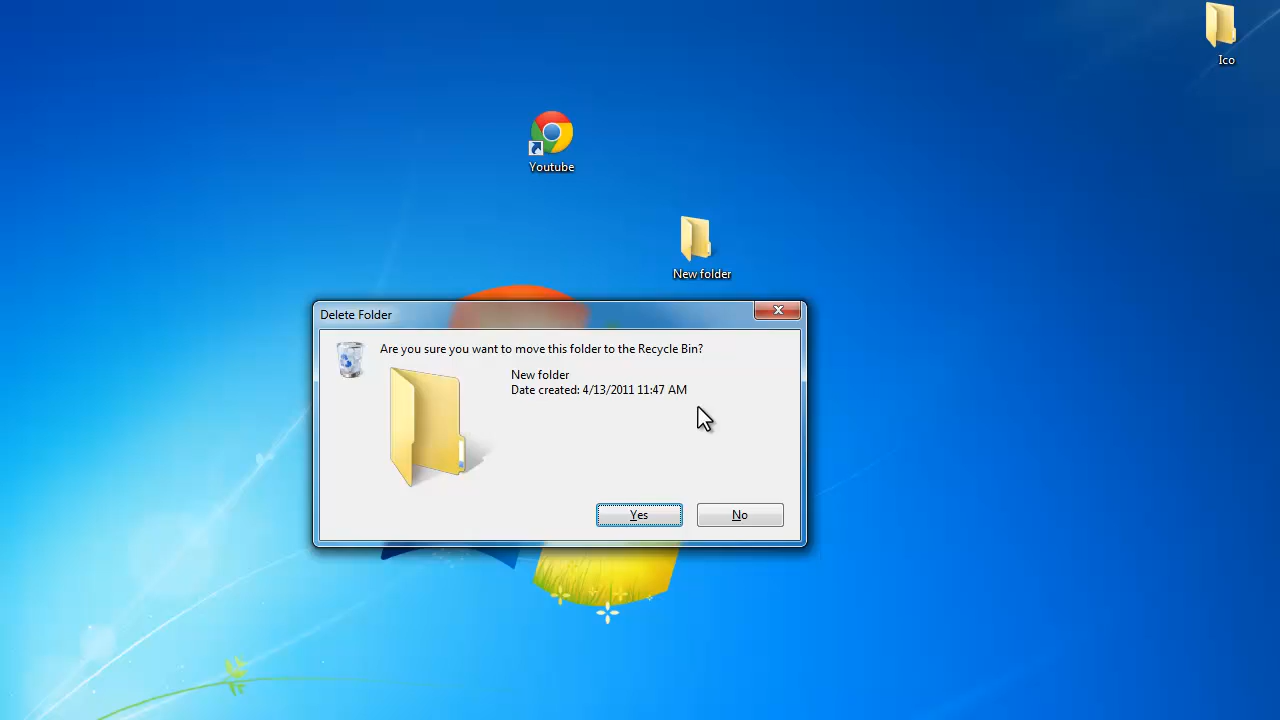 Ico
Youtube
New folder
Delete Folder
Are you sure you want to move this folder to the Recycle Bin?
New folder
Date created: 4/13/2011 11:47 AM
Yes
No